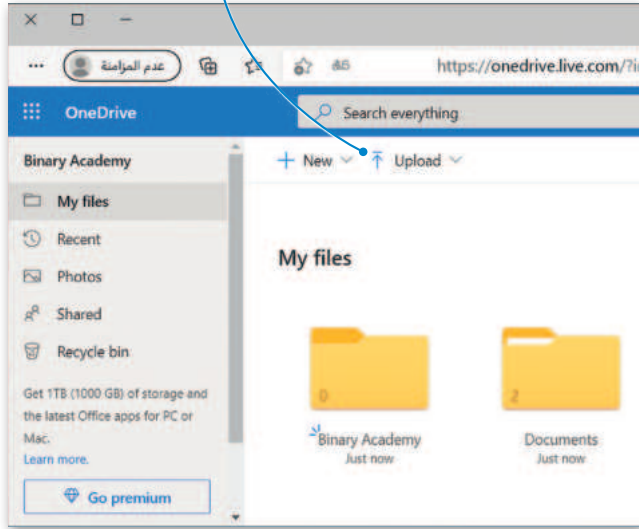 عدم المزامنة
https://onedrive.live.com/?i
OneDrive
Search everything
Binary Academy
New
Upload
My files
Recent
Photos
Shared
Recycle bin
Get 1TB (1000 GB) of storage and
the latest Office apps for PC or
Mac.
Learn more.
Go premium
My files
0
2
Binary Academy
Just now
Documents
Just now